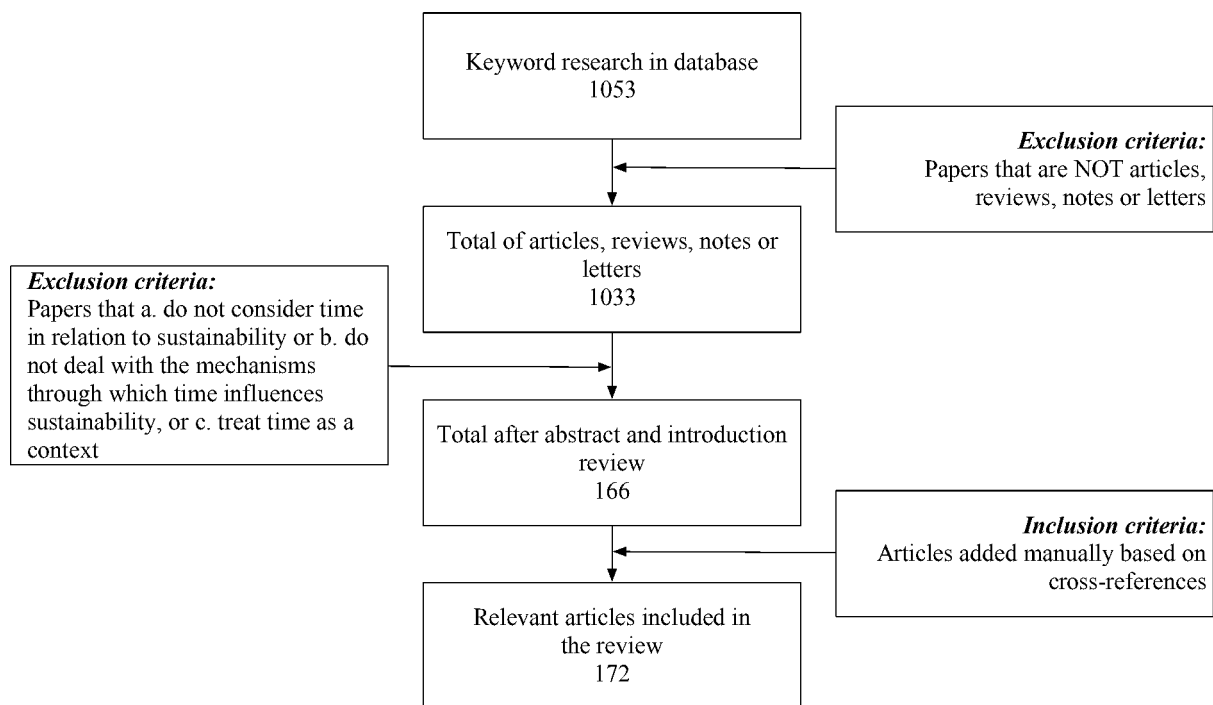 Keyword research in database
1053
Exclusion criteria:
Papers that are NOT articles,
reviews, notes or letters
Total of articles, reviews, notes or
letters
1033
Exclusion criteria:
Papers that a. do not consider time
in relation to sustainability or b. do
not deal with the mechanisms
through which time influences
sustainability, or c. treat time as a
context
Total after abstract and introduction
review
166
Inclusion criteria:
Articles added manually based on
cross-references
Relevant articles included in
the review
172